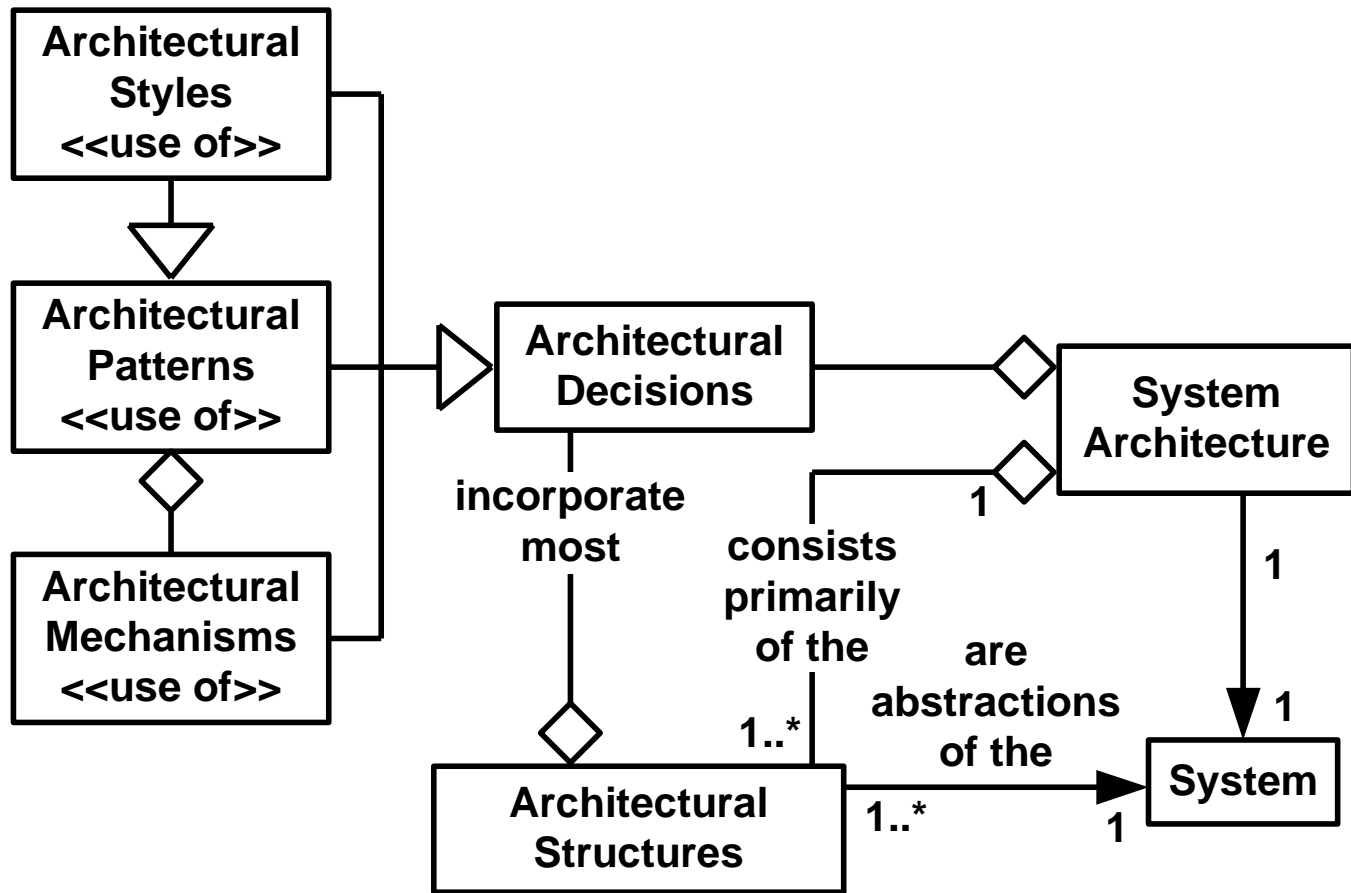 Architectural
Styles
<<use of>>
Architectural
Patterns
<<use of>>
Architectural
Mechanisms
<<use of>>
Architectural
Decisions
System
Architecture
incorporate
most
1
consists
primarily
of the
1..*
1
1
are
abstractions
of the
1..*
1
Architectural
Structures
System